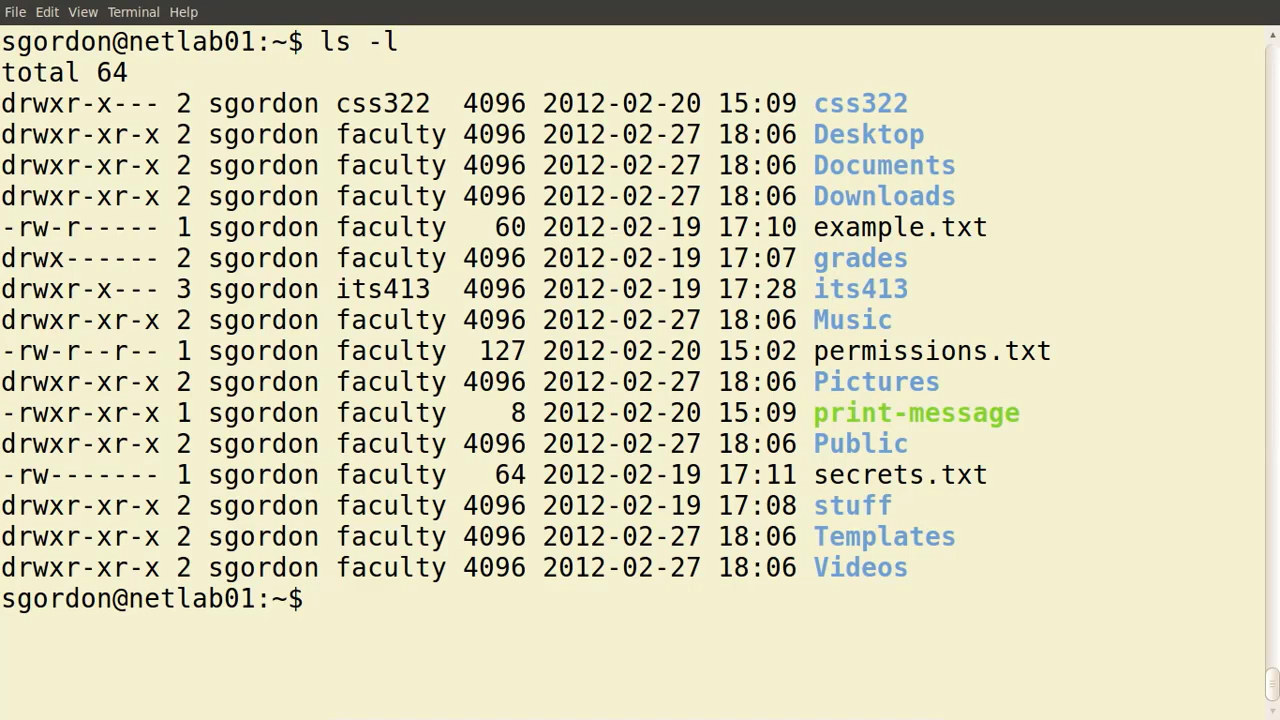 File Edit View Terminal Help
sgordon@netlab01:~$ ls -l
total 64
drwxr-x--- 2 sgordon css322  4096 2012-02-20 15:09 css322
drwxr-xr-x 2 sgordon faculty 4096 2012-02-27 18:06 Desktop
drwxr-xr-x 2 sgordon faculty 4096 2012-02-27 18:06 Documents
drwxr-xr-x 2 sgordon faculty 4096 2012-02-27 18:06 Downloads
-rw-r----- 1 sgordon faculty   60 2012-02-19 17:10 example.txt
drwx------ 2 sgordon faculty 4096 2012-02-19 17:07 grades
drwxr-x--- 3 sgordon its413  4096 2012-02-19 17:28 its413
drwxr-xr-x 2 sgordon faculty 4096 2012-02-27 18:06 Music
-rw-r--r-- 1 sgordon faculty  127 2012-02-20 15:02 permissions.txt
drwxr-xr-x 2 sgordon faculty 4096 2012-02-27 18:06 Pictures
-rwxr-xr-x 1 sgordon faculty    8 2012-02-20 15:09 print-message
drwxr-xr-x 2 sgordon faculty 4096 2012-02-27 18:06 Public
-rw------- 1 sgordon faculty   64 2012-02-19 17:11 secrets.txt
drwxr-xr-x 2 sgordon faculty 4096 2012-02-19 17:08 stuff
drwxr-xr-x 2 sgordon faculty 4096 2012-02-27 18:06 Templates
drwxr-xr-x 2 sgordon faculty 4096 2012-02-27 18:06 Videos
sgordon@netlab01:~$